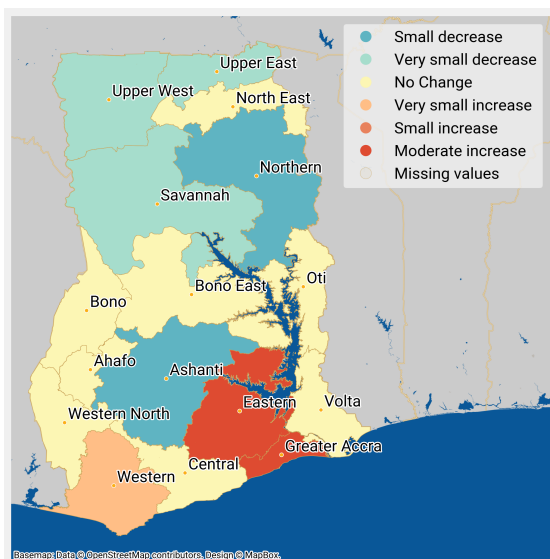 Small decrease
Very small decrease
No Change
Very small increase
Small increase
Moderate increase
Missing values
Upper East
Upper West
North East
Northern
Savannah
Oti
Bono East
Bono
Ahafo
Ashanti
Eastern
Volta
Western North
Greater Accra
Central
Western
Basemap: Data © OpenStreetMap contributors, Design © MapBox.